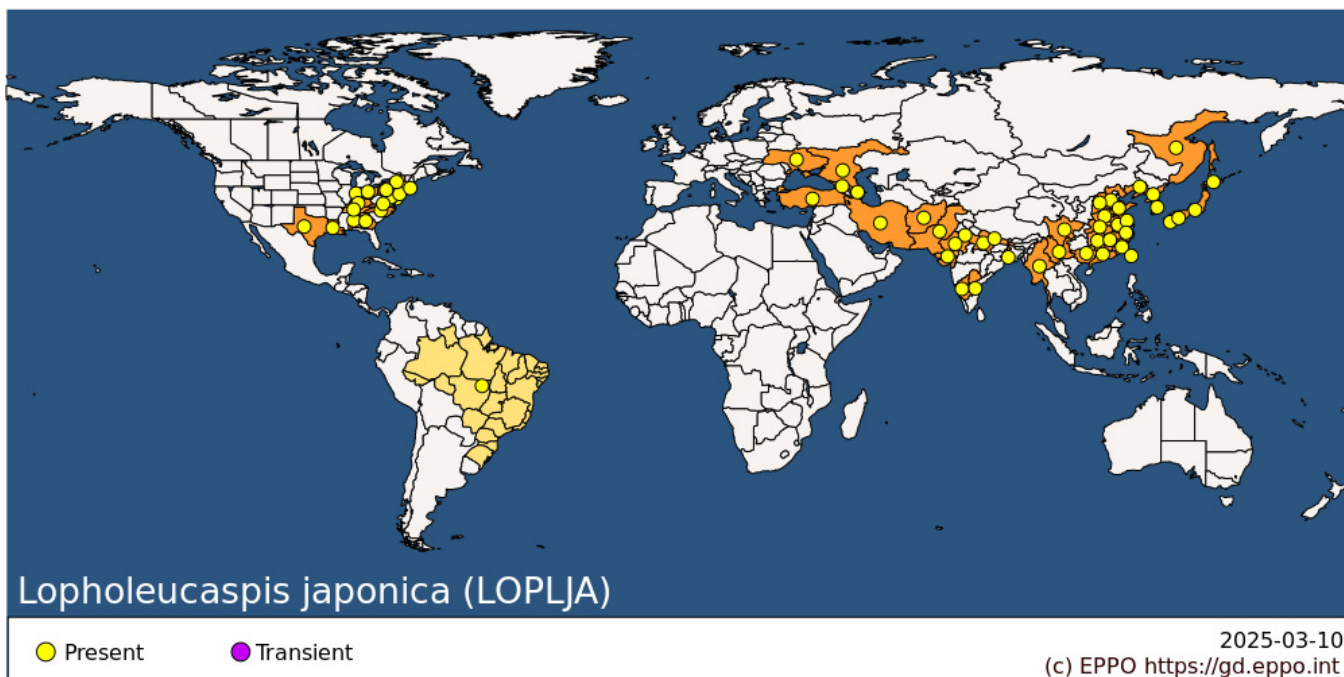 Lopholeucaspis japonica (LOPLJA)
Present
Transient
2025-03-10
(c) EPPO https://gd.eppo.int